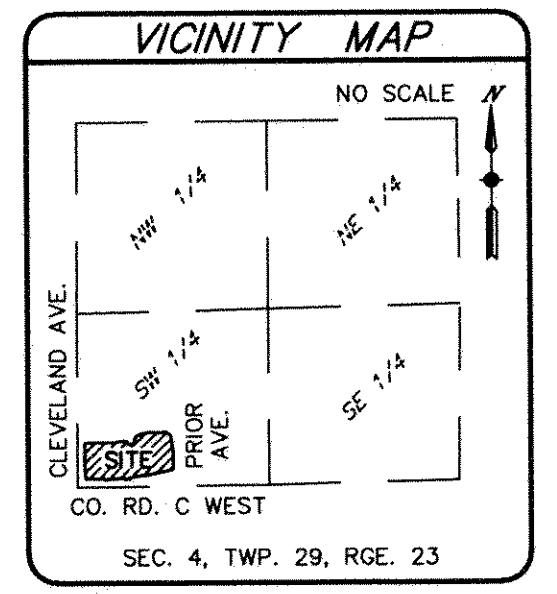 VICINITY MAP
NO SCALE N
NW 1/4
NE 1/4
CLEVELAND AVE.
SW 1/4
PRIOR
AVE.
SE 1/4
SITE
CO. RD. C WEST
SEC. 4, TWP. 29, RGE. 23